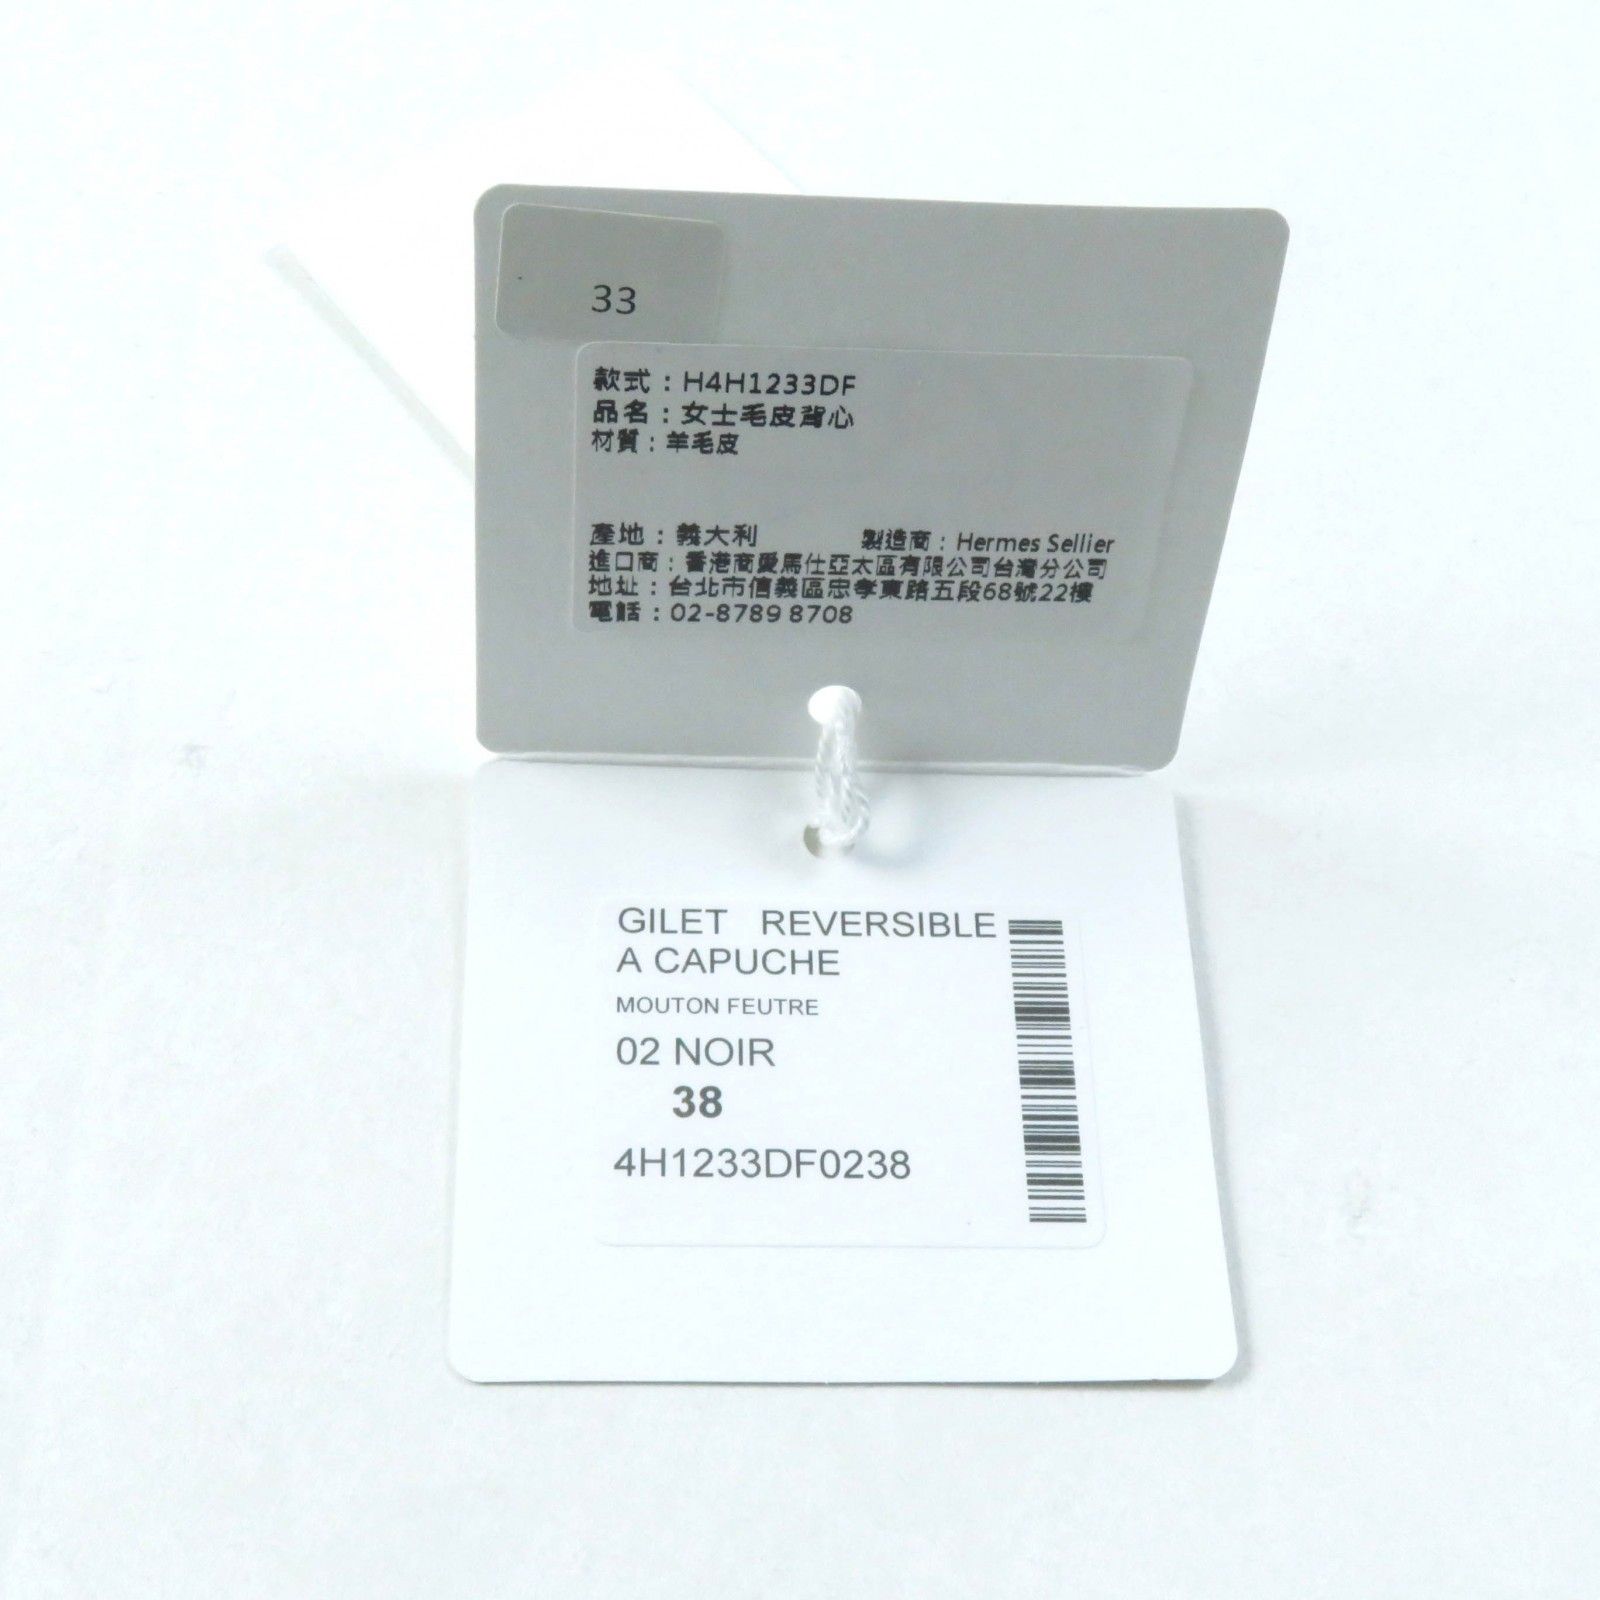 33
款式：H4H1233DF
品名：女士毛皮背心
材質：羊毛皮
產地：義大利 製造商：Hermes Sellier
進口商：香港商愛馬仕亞太區有限公司台灣分公司
地址：台北市信義區忠孝東路五段68號22樓
電話：02-8789 8708
GILET REVERSIBLE
A CAPUCHE
MOUTON FEUTRE
02 NOIR
38
4H1233DF0238